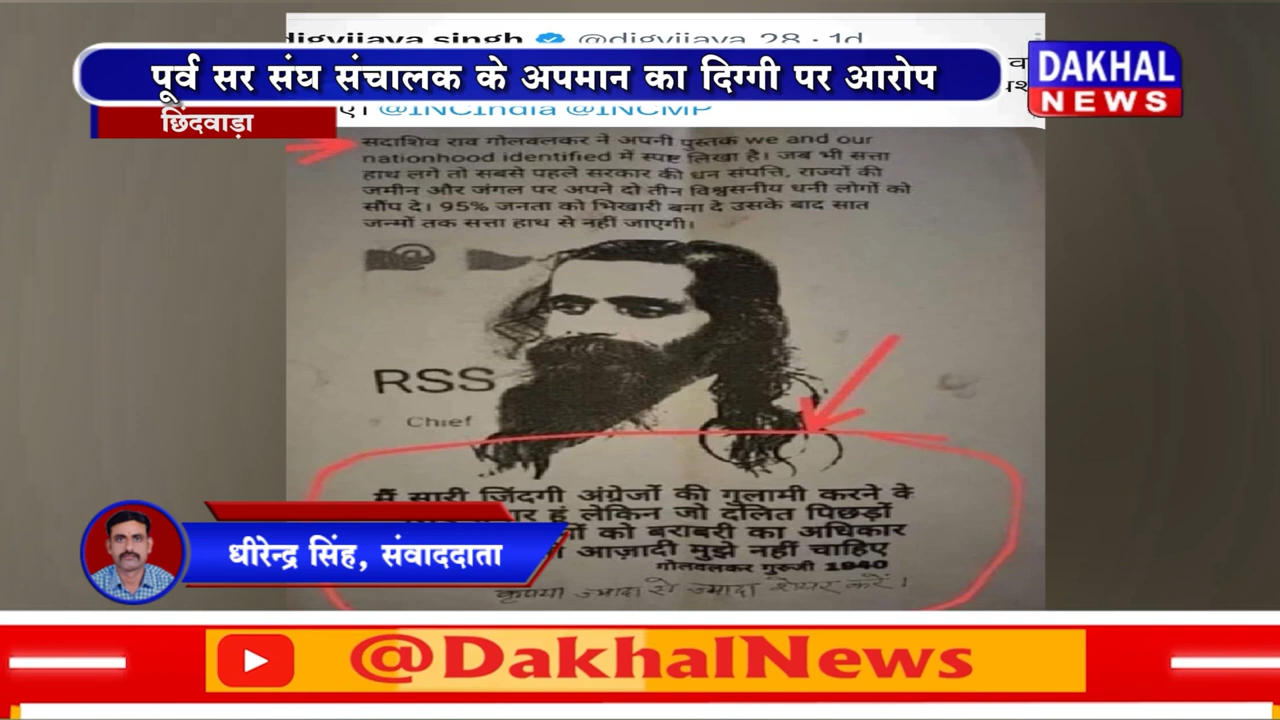 digvijaya singh @digvijaya_28 · 1d
पूर्व सर संघ संचालक के अपमान का दिग्गी पर आरोप
DAKHAL
NEWS
छिंदवाड़ा
@INCIndia @INCMP
सदाशिव राव गोलवलकर ने अपनी पुस्तक we and our
nationhood identified में स्पष्ट लिखा है। जब भी सत्ता
हाथ लगे तो सबसे पहले सरकार की धन संपत्ति, राज्यों की
जमीन और जंगल पर अपने दो तीन विश्वसनीय धनी लोगों को
सौंप दे। 95% जनता को भिखारी बना दे उसके बाद सात
जन्मों तक सत्ता हाथ से नहीं जाएगी।
RSS
Chief
मैं सारी जिंदगी अंग्रेजों की गुलामी करने के
हूं लेकिन जो दलित पिछड़ों
को बराबरी का अधिकार
आज़ादी मुझे नहीं चाहिए
गोलवलकर गुरूजी 1940
कृपया ज्यादा से ज्यादा शेयर करें।
धीरेन्द्र सिंह, संवाददाता
@DakhalNews